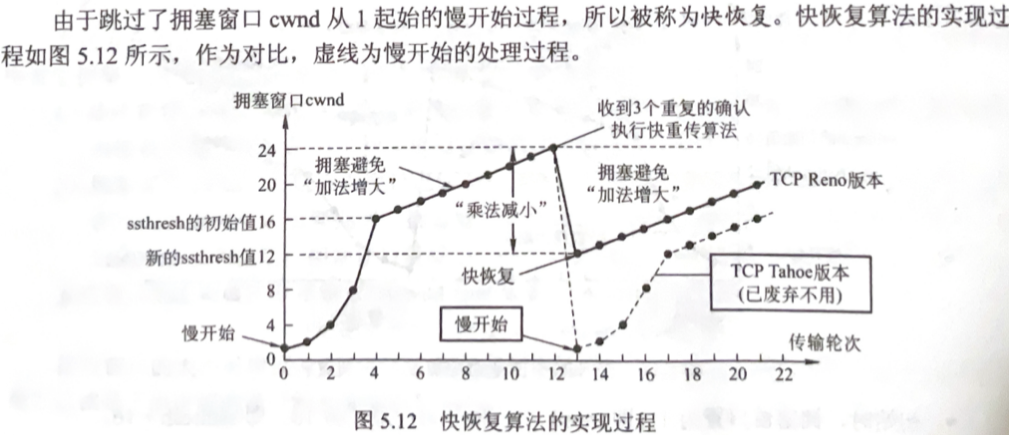 由于跳过了拥塞窗口 cwnd 从 1 起始的慢开始过程，所以被称为快恢复。快恢复算法的实现过
程如图 5.12 所示，作为对比，虚线为慢开始的处理过程。
拥塞窗口cwnd
收到3个重复的确认
执行快重传算法
24
拥塞避免
“加法增大”
拥塞避免
“加法增大”
20
TCP Reno版本
“乘法减小”
ssthresh的初始值16
新的ssthresh值12
快恢复
TCP Tahoe版本
(已废弃不用)
8
慢开始
慢开始
4
传输轮次
0
0 2 4 6 8 10 12 14 16 18 20 22
图 5.12 快恢复算法的实现过程